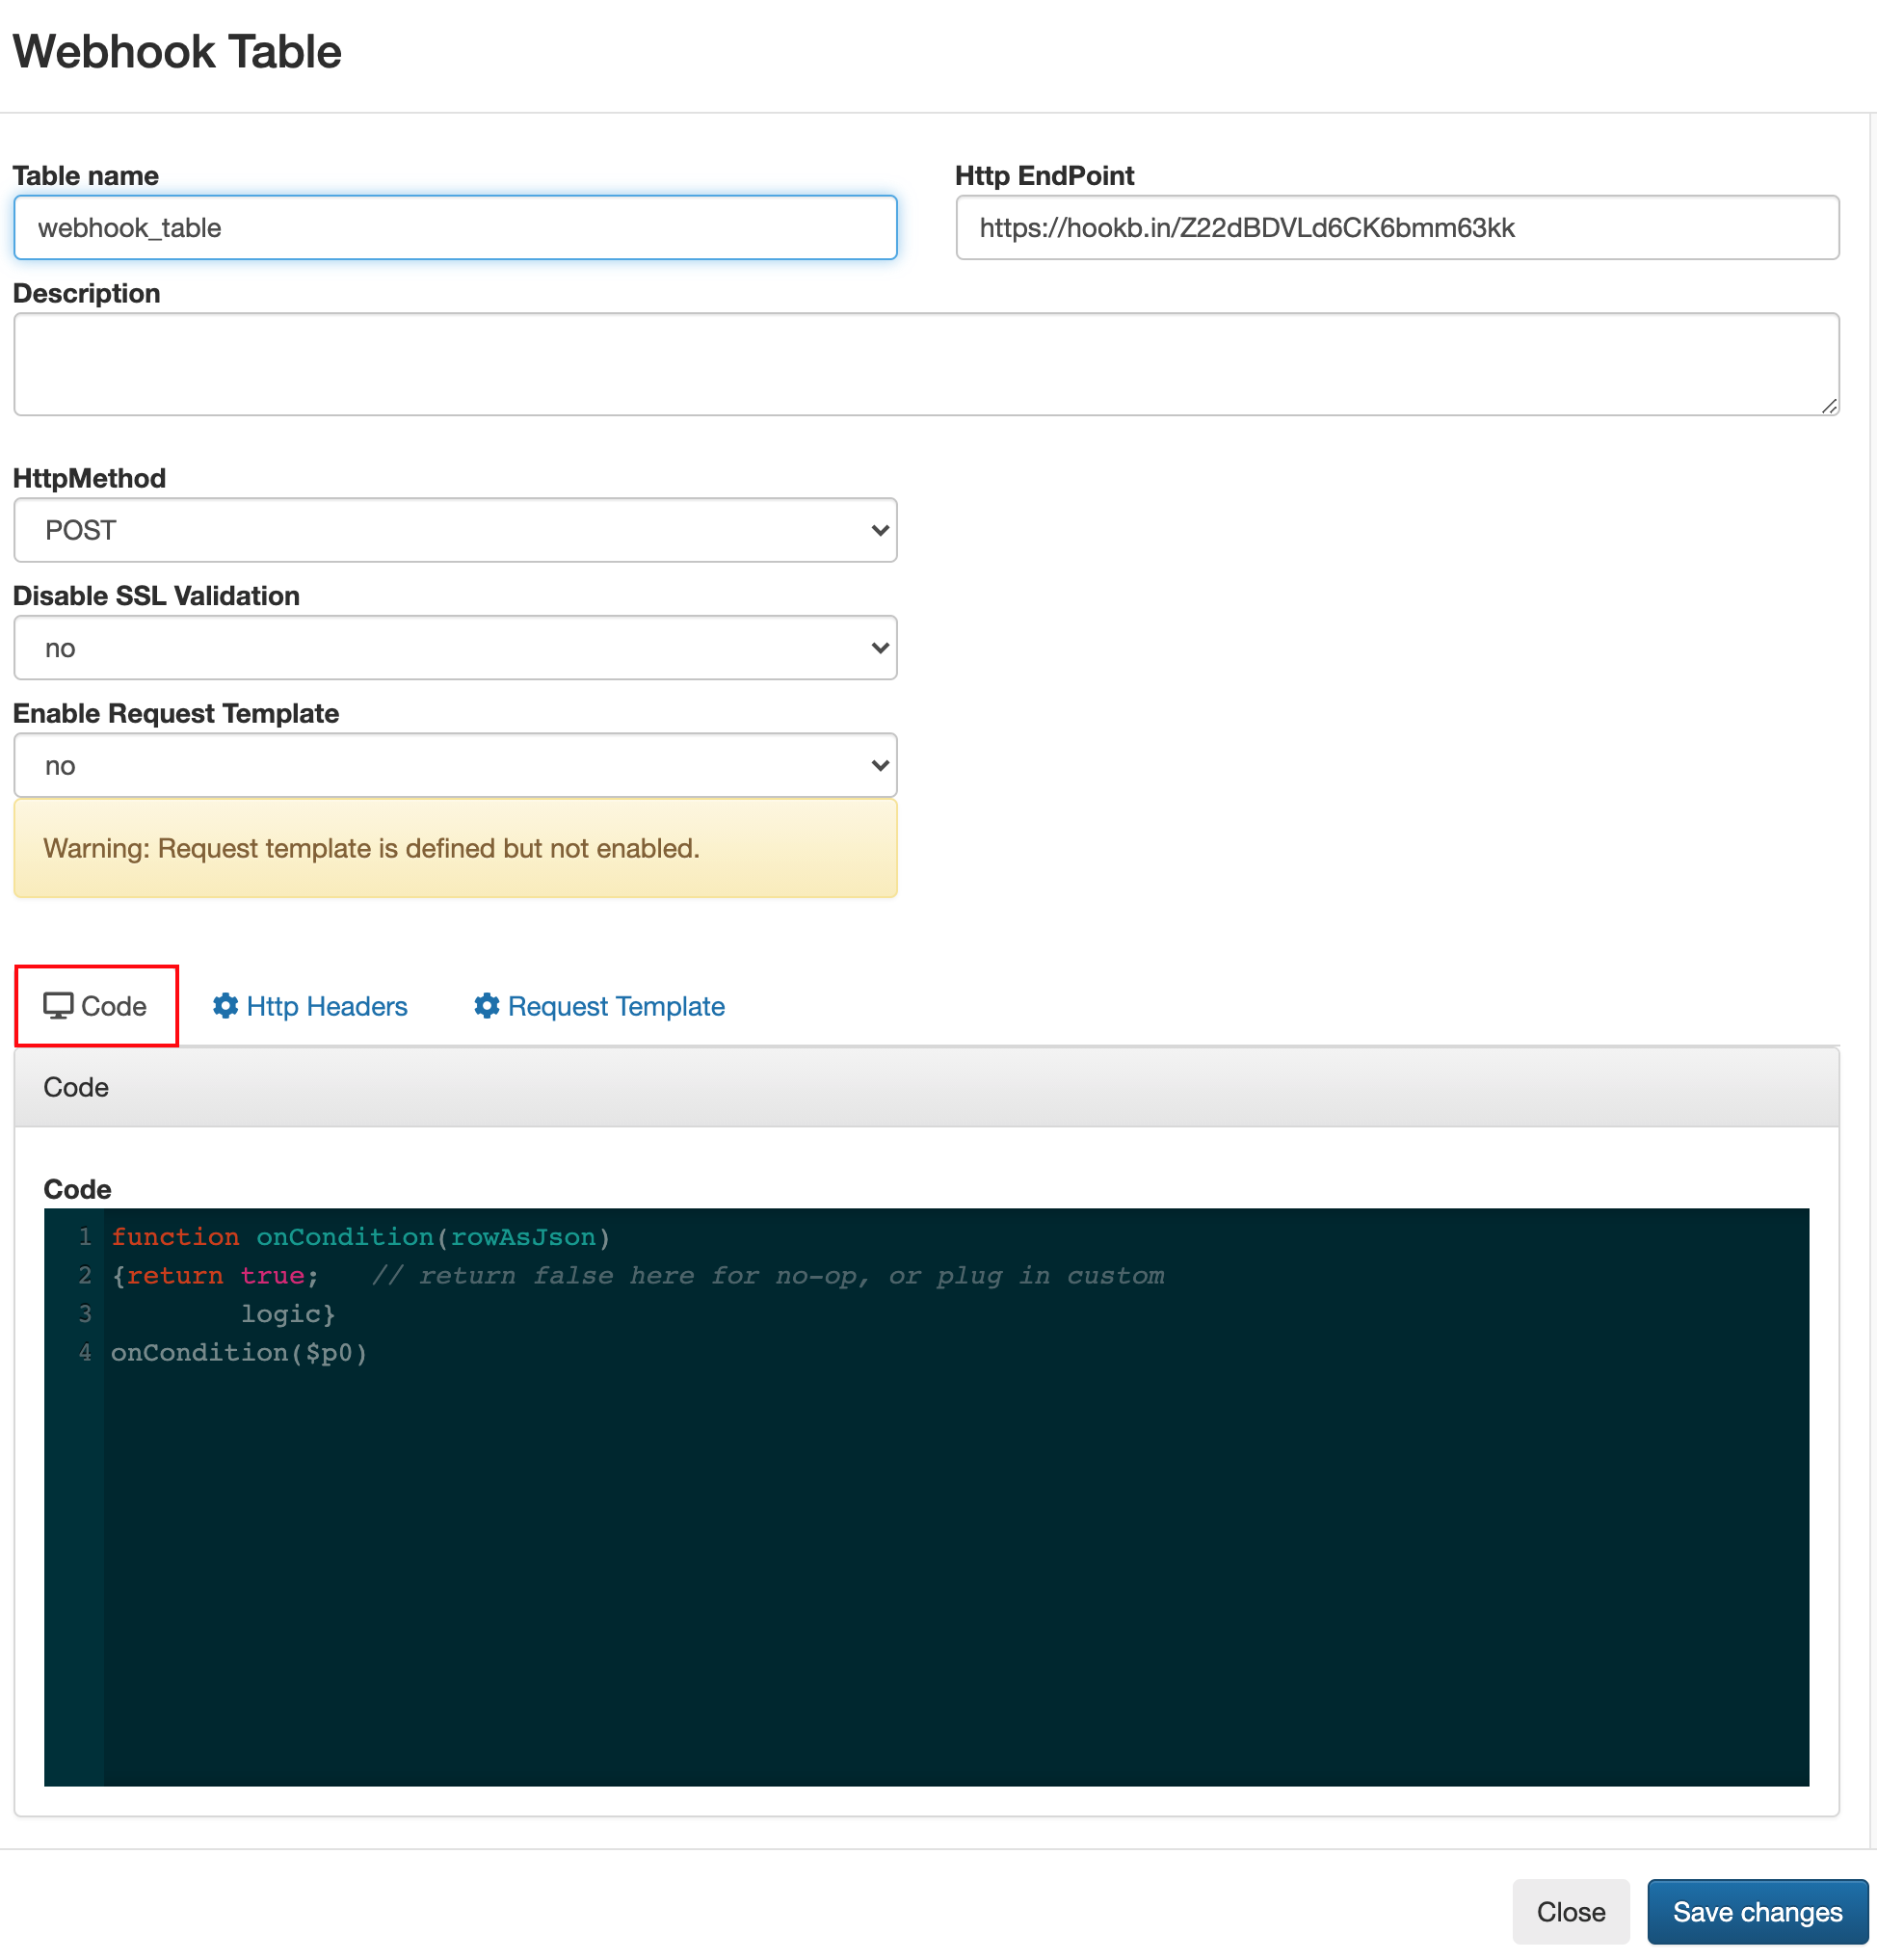 Webhook Table
Table name
Http EndPoint
webhook_table
https://hookb.in/Z22dBDVLd6CK6bmm63kk
Description
HttpMethod
POST
Disable SSL Validation
no
Enable Request Template
no
Warning: Request template is defined but not enabled.
Code
Http Headers
Request Template
Code
Code
1 function onCondition(rowAsJson)
2 {return true;   // return false here for no-op, or plug in custom
3         logic}
4 onCondition($p0)
Close
Save changes